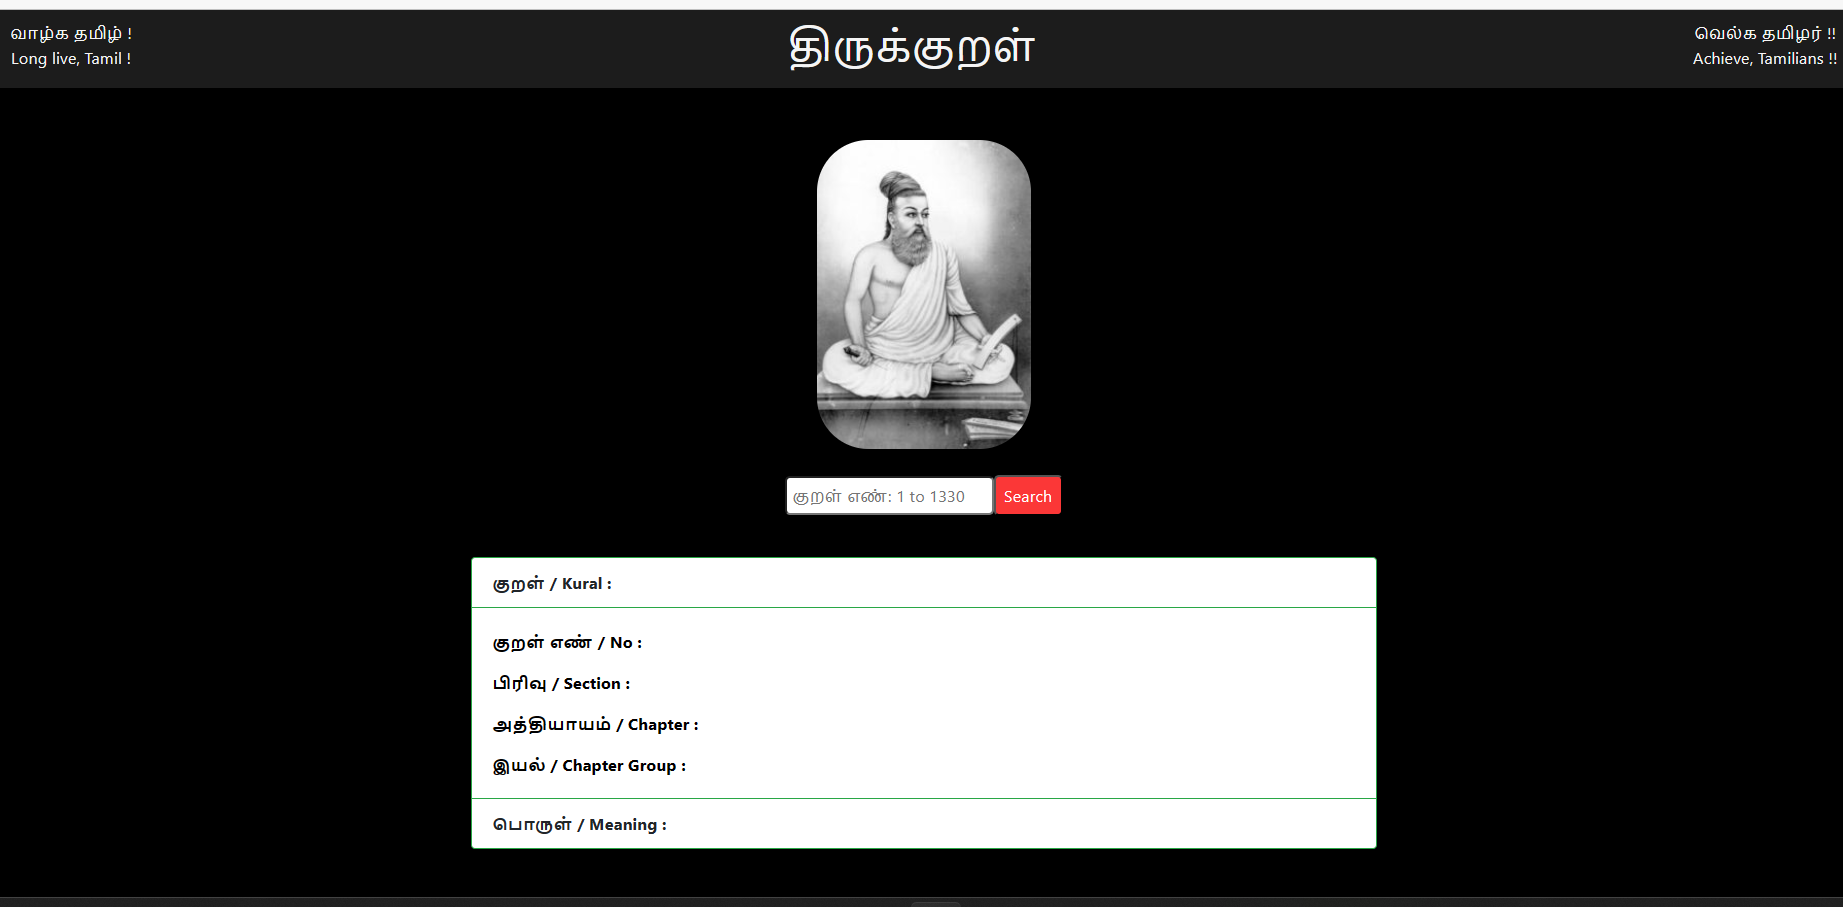 வாழ்க தமிழ் !
Long live, Tamil !
திருக்குறள்
வெல்க தமிழர் !!
Achieve, Tamilians !!
குறள் எண்: 1 to 1330
Search
குறள் / Kural :
குறள் எண் / No :
பிரிவு / Section :
அத்தியாயம் / Chapter :
இயல் / Chapter Group :
பொருள் / Meaning :